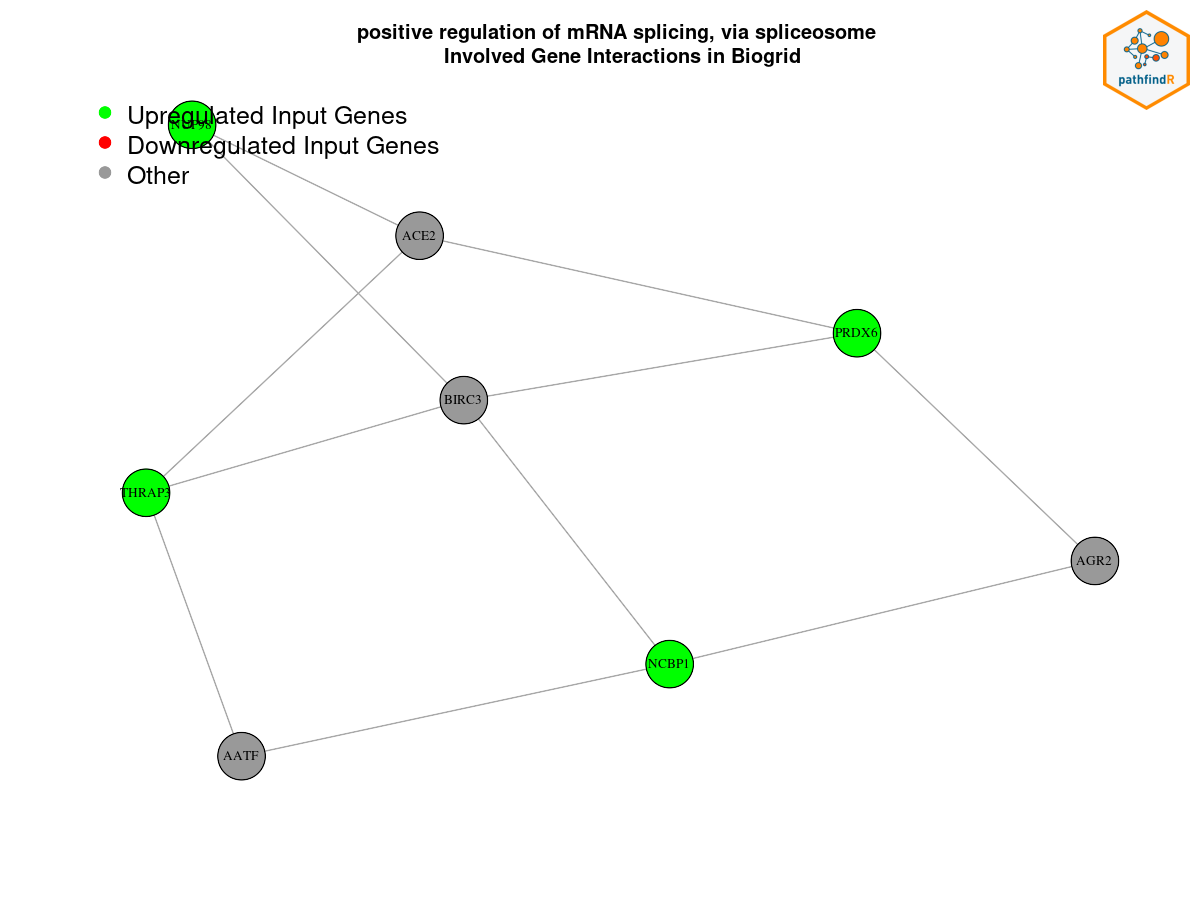 positive regulation of mRNA splicing, via spliceosome
Involved Gene Interactions in Biogrid
pathfindR
Upregulated Input Genes
NUP98
Downregulated Input Genes
Other
ACE2
PRDX6
BIRC3
THRAP3
AGR2
NCBP1
AATF